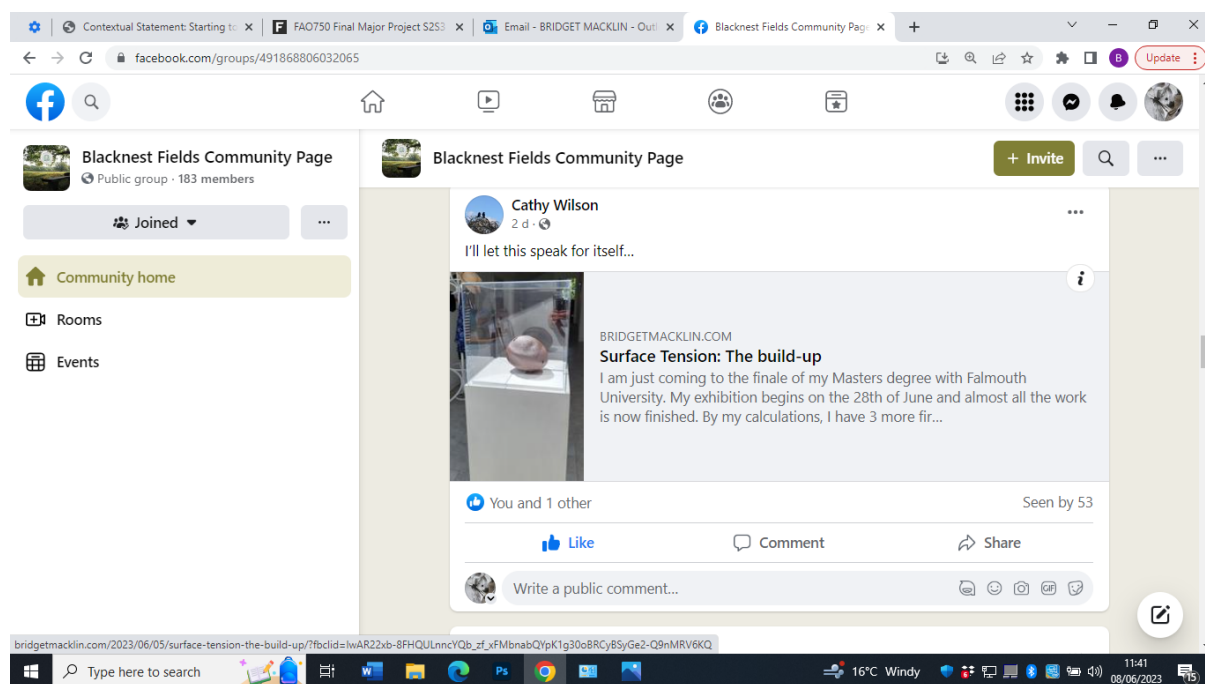 Contextual Statement: Starting to
FAO750 Final Major Project S2S3
Email - BRIDGET MACKLIN - Outl
Blacknest Fields Community Pag
facebook.com/groups/491868806032065
B
Update
Blacknest Fields Community Page
Public group · 183 members
Joined
Community home
Rooms
Events
Blacknest Fields Community Page
+ Invite
Cathy Wilson
2 d ·
I'll let this speak for itself...
BRIDGETMACKLIN.COM
Surface Tension: The build-up
I am just coming to the finale of my Masters degree with Falmouth
University. My exhibition begins on the 28th of June and almost all the work
is now finished. By my calculations, I have 3 more fir...
You and 1 other
Seen by 53
Like
Comment
Share
Write a public comment...
GIF
bridgetmacklin.com/2023/06/05/surface-tension-the-build-up/?fbclid=IwAR22xb-8FHQULnncYQb_zf_xFMbnabQYpK1g30oBRCyBSyGe2-Q9nMRV6KQ
Type here to search
Ps
16°C Windy
11:41
08/06/2023
15